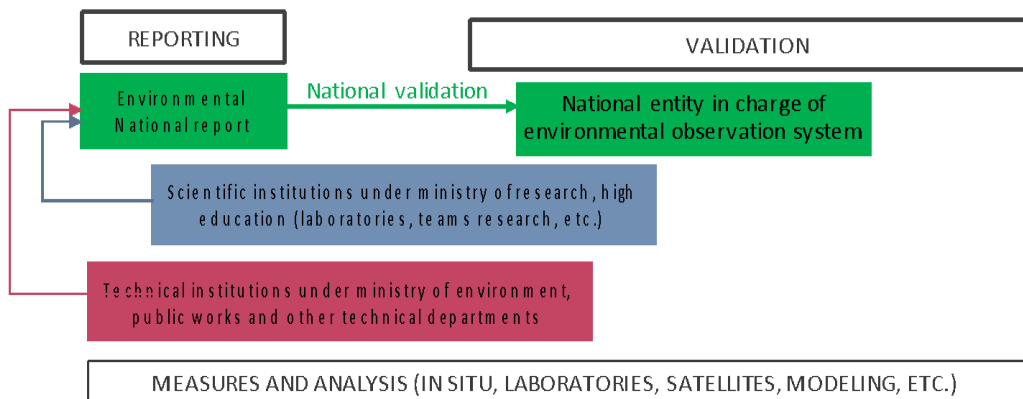 REPORTING
VALIDATION
Environmental
National report
National validation
National entity in charge of
environmental observation system
Scientific institutions under ministry of research, high
education (laboratories, teams research, etc.)
Technical institutions under ministry of environment,
public works and other technical departments
MEASURES AND ANALYSIS (IN SITU, LABORATORIES, SATELLITES, MODELING, ETC.)